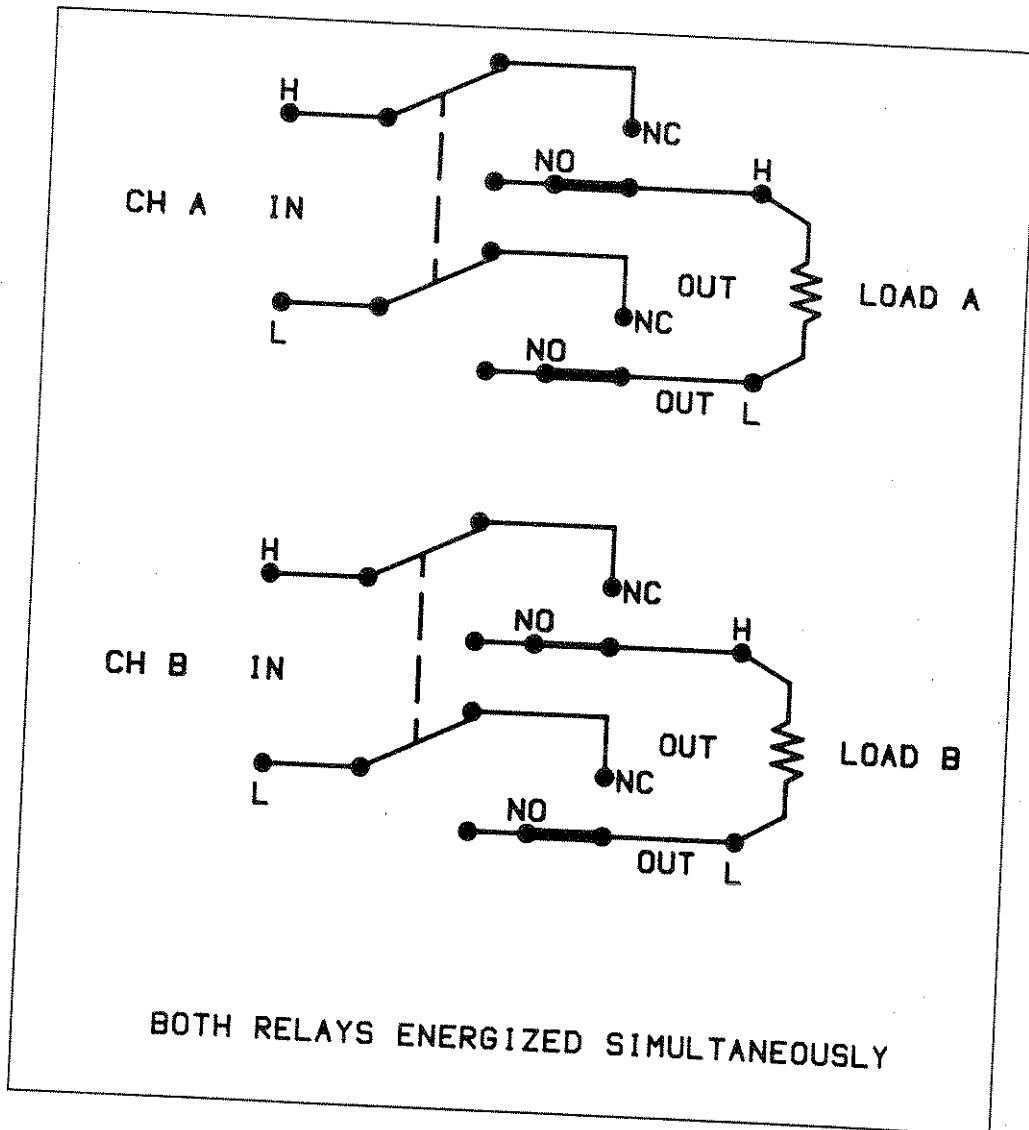 H
NC
NO
H
CH A IN
OUT
LOAD A
L
NC
NO
OUT L
H
NC
NO
H
CH B IN
OUT
LOAD B
L
NC
NO
OUT L
BOTH RELAYS ENERGIZED SIMULTANEOUSLY